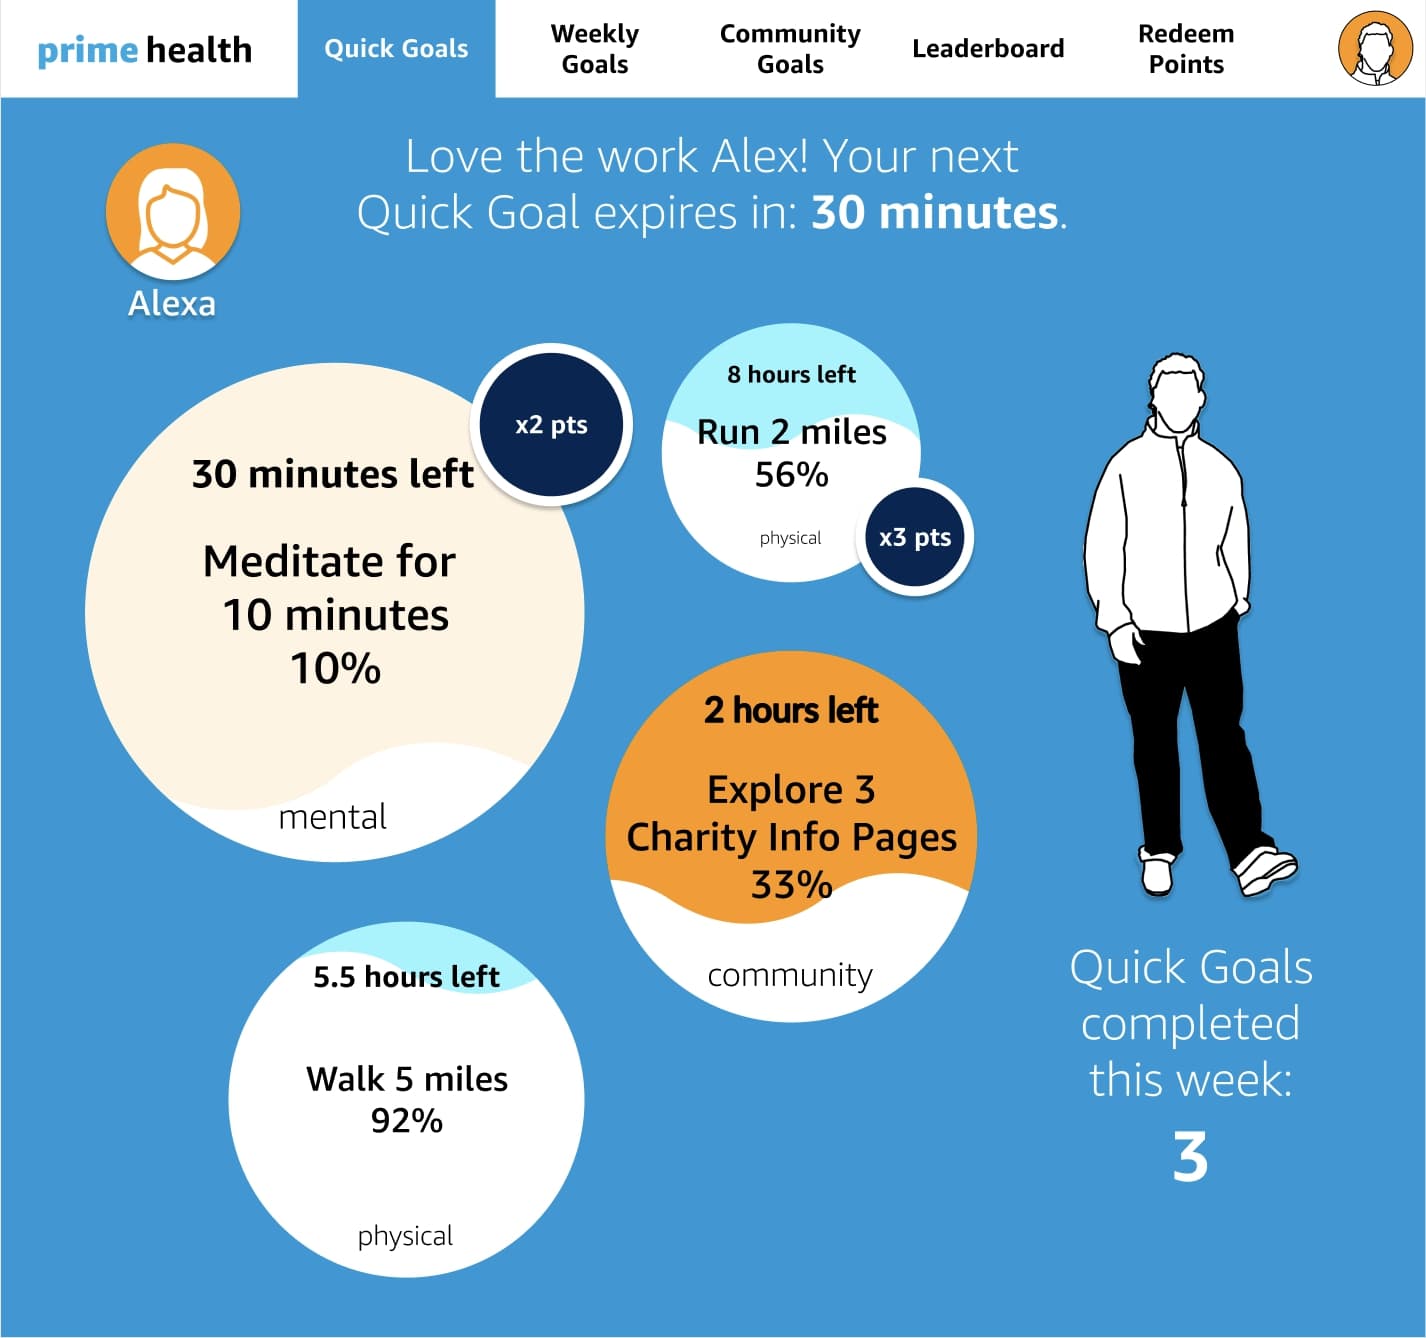 prime health
Quick Goals
Weekly
Goals
Community
Goals
Leaderboard
Redeem
Points
Love the work Alex! Your next
Quick Goal expires in: 30 minutes.
Alexa
30 minutes left
Meditate for
10 minutes
10%
mental
x2 pts
8 hours left
Run 2 miles
56%
physical
x3 pts
2 hours left
Explore 3
Charity Info Pages
33%
community
5.5 hours left
Walk 5 miles
92%
physical
Quick Goals
completed
this week:
3